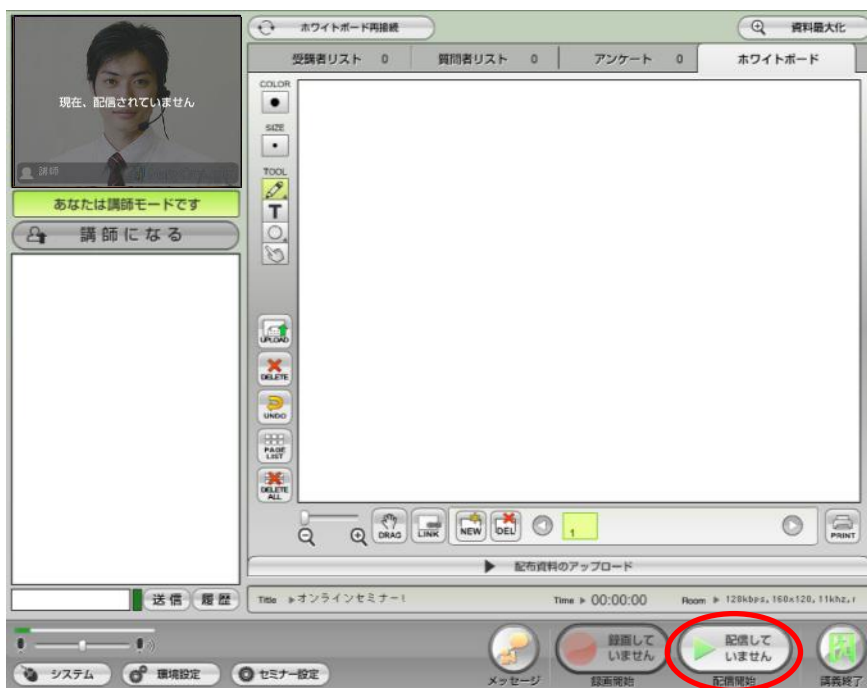 ホワイトボード再接続
資料最大化
受講者リスト 0
質問者リスト 0
アンケート 0
ホワイトボード
現在、配信されていません
講師
あなたは講師モードです
講師になる
COLOR
SIZE
TOOL
T
UPLOAD
DELETE
UNDO
PAGE
LIST
DELETE
ALL
DRAG
LINK
NEW
DEL
1
PRINT
配布資料のアップロード
送信
履歴
Title ▶オンラインセミナー1
Time ▶ 00:00:00
Room ▶ 128kbps,160x120,11khz,r
システム
環境設定
セミナー設定
メッセージ
録画して
いません
録画開始
配信して
いません
配信開始
講義終了